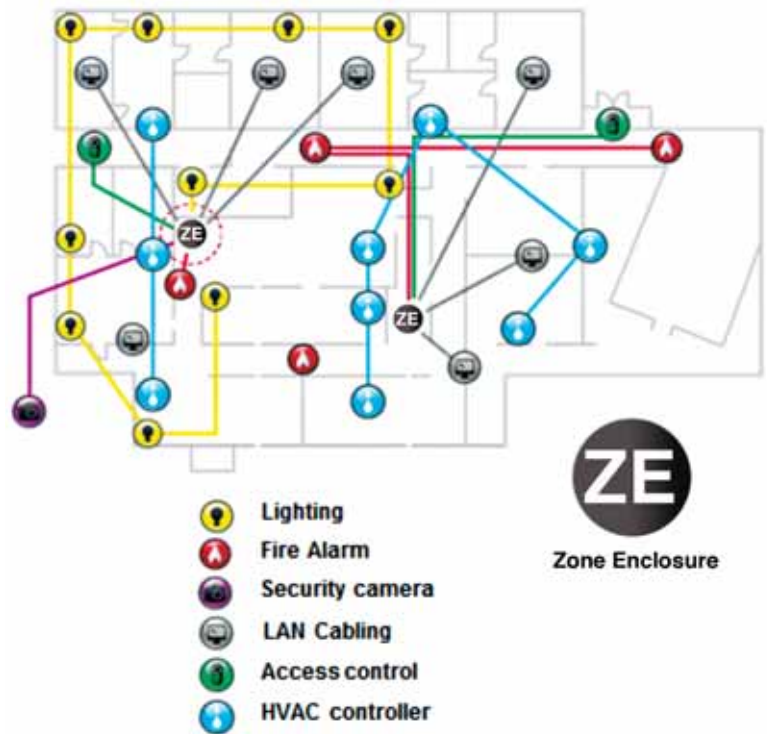 ZE
ZE
ZE
Zone Enclosure
Lighting
Fire Alarm
Security camera
LAN Cabling
Access control
HVAC controller